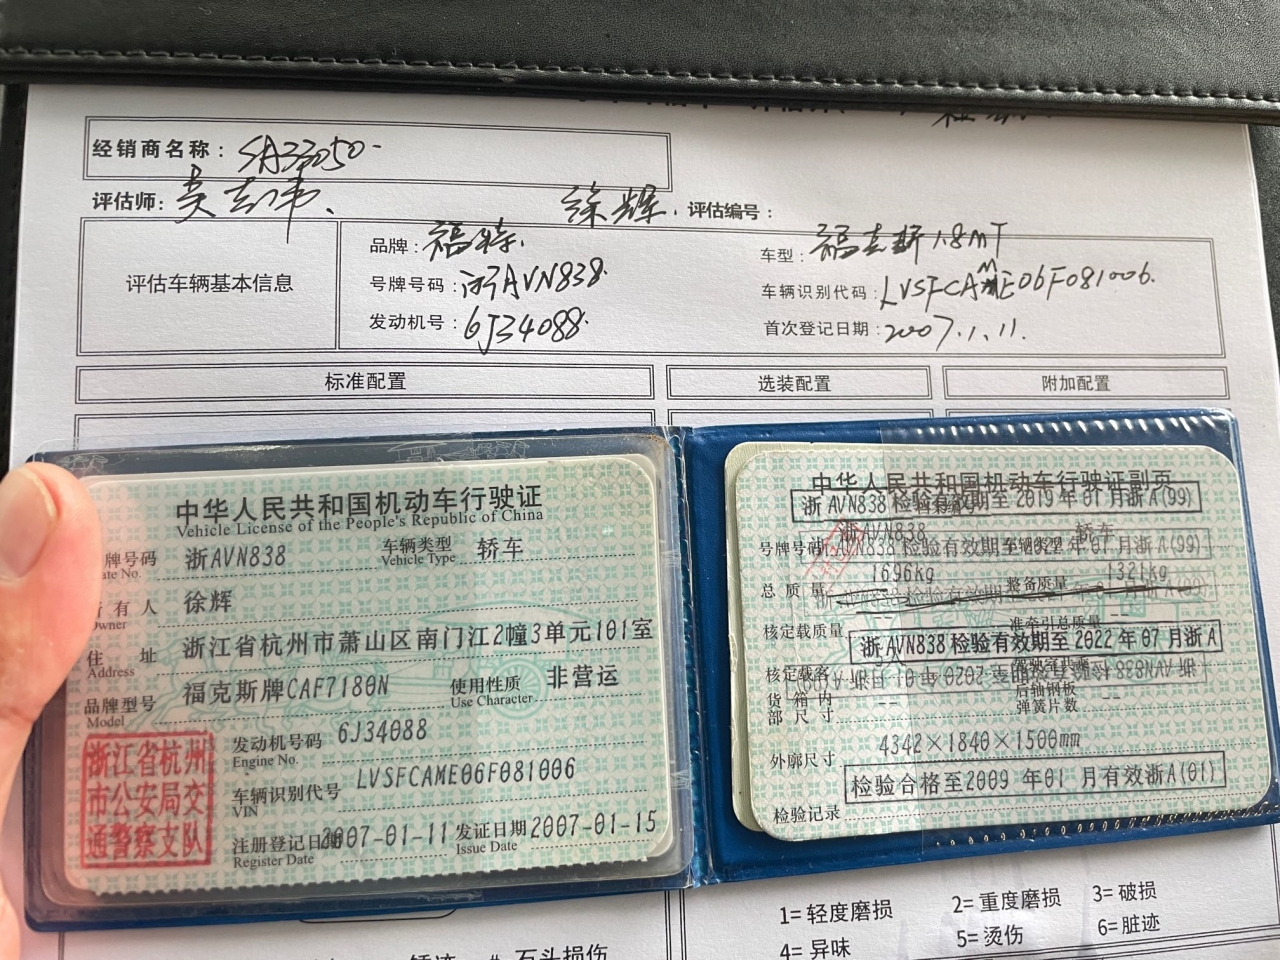 经销商名称：SA33050
评估师：吴志伟、 徐辉. 评估编号：
评估车辆基本信息
品牌：福特. 车型：福克斯1.8MT
号牌号码：浙AVN838. 车辆识别代码：LVSFCAME06F081006.
发动机号：6J34088. 首次登记日期：2007.1.11.
标准配置 选装配置 附加配置
中华人民共和国机动车行驶证
Vehicle License of the People's Republic of China
牌号码 浙AVN838 车辆类型 轿车
ate No. Vehicle Type
有人 徐辉
Owner
住址 浙江省杭州市萧山区南门江2幢3单元101室
Address
品牌型号 福克斯牌CAF7180N 使用性质 非营运
Model Use Character
浙江省杭州
市公安局交
通警察支队
发动机号码 6J34088
Engine No.
车辆识别代号 LVSFCAME06F081006
VIN
注册登记日期 2007-01-11 发证日期 2007-01-15
Register Date Issue Date
中华人民共和国机动车行驶证副页
浙AVN838检验有效期至2019年01月浙A(99)
号牌号码 浙AVN838 轿车
总质量 1696kg 整备质量 1321kg
核定载质量 -- 准牵引总质量 --
浙AVN838检验有效期至2022年07月浙A
核定载客
货箱内
部尺寸 -- 后轴钢板
弹簧片数 --
外廓尺寸 4342×1840×1500mm
检验合格至2009年01月有效浙A(01)
检验记录
1=轻度磨损 2=重度磨损 3=破损
4=异味 5=烫伤 6=脏迹
石头损伤